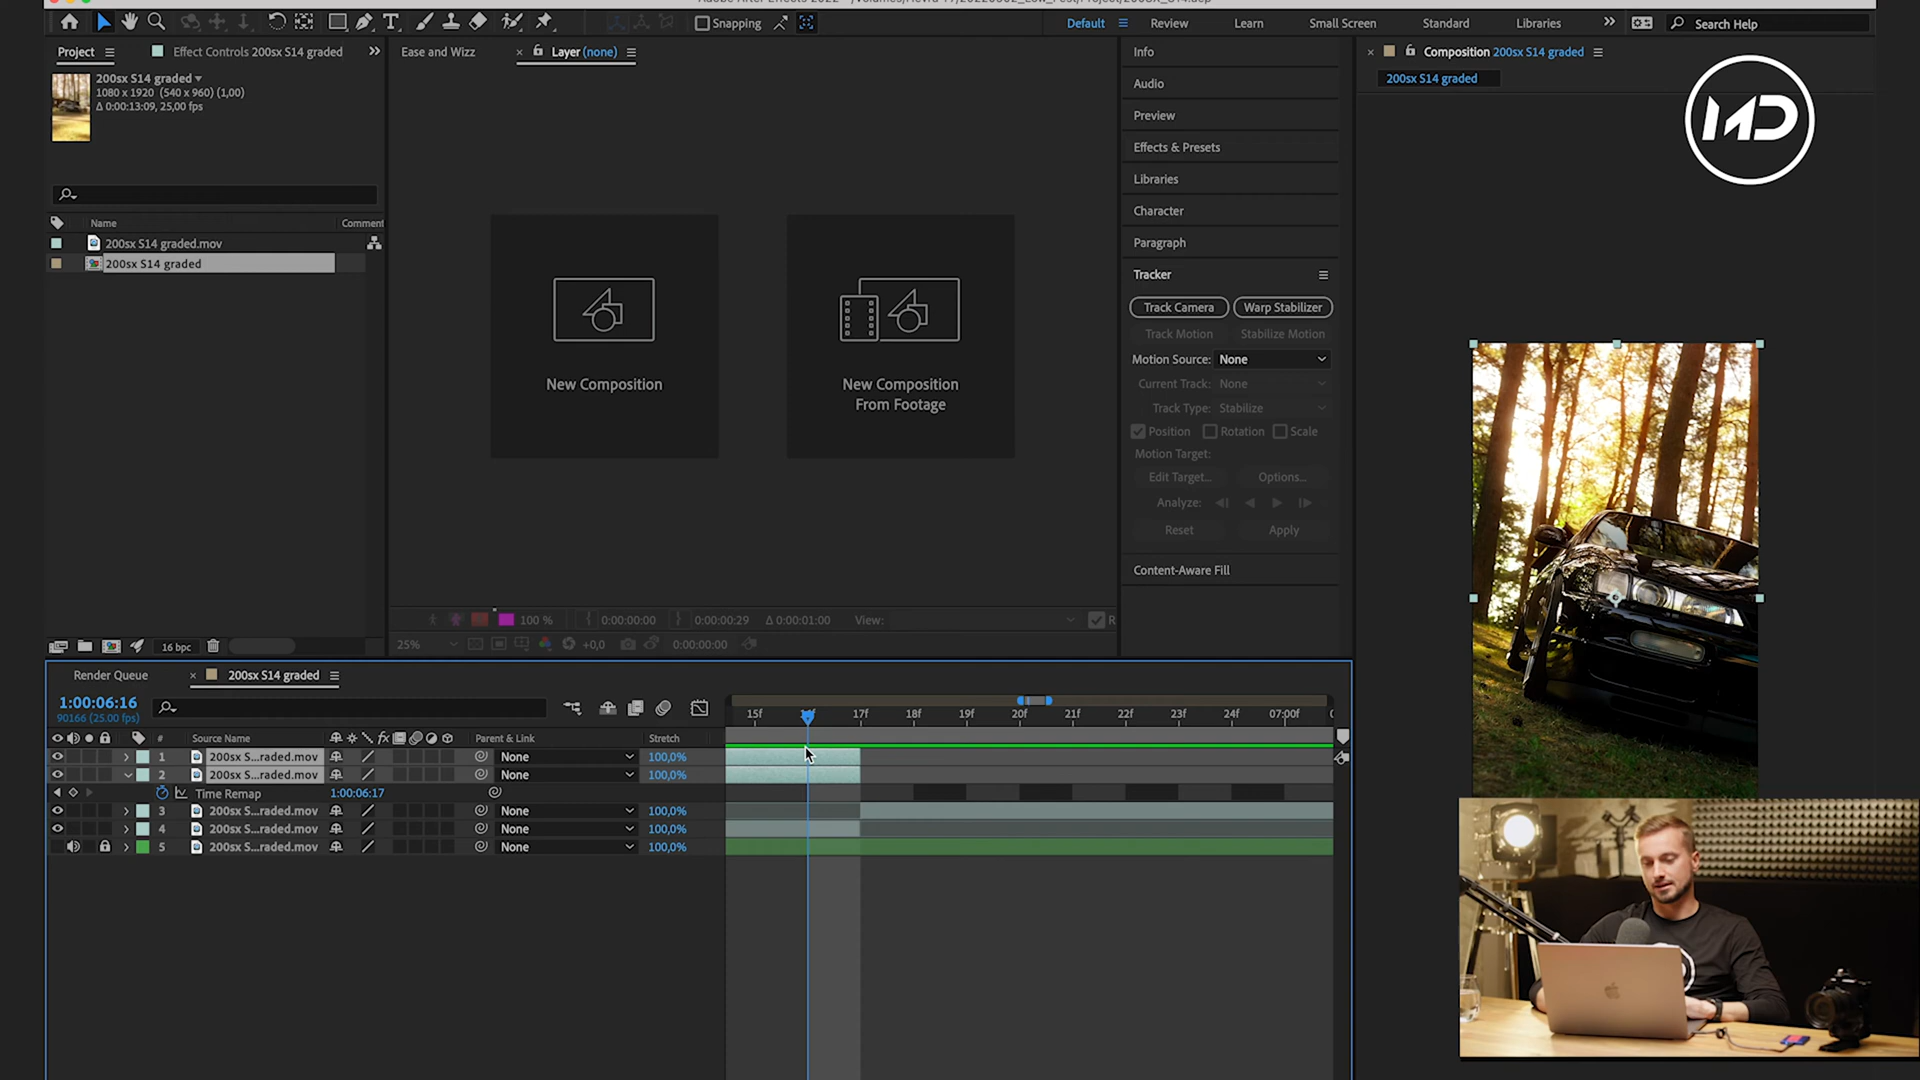 Snapping
Default
Review
Learn
Small Screen
Standard
Libraries
Search Help
Project
Effect Controls 200sx S14 graded
Ease and Wizz
Layer (none)
Info
Composition 200sx S14 graded
200sx S14 graded
1080 x 1920 (540 x 960) (1,00)
Δ 0:00:13:09, 25,00 fps
200sx S14 graded
Audio
Preview
Effects & Presets
Libraries
Character
Paragraph
Tracker
Track Camera
Warp Stabilizer
Track Motion
Stabilize Motion
Motion Source: None
Current Track: None
Track Type: Stabilize
Position
Rotation
Scale
Motion Target:
Edit Target...
Options...
Analyze:
Reset
Apply
Content-Aware Fill
MD
Name
Comment
200sx S14 graded.mov
200sx S14 graded
New Composition
New Composition
From Footage
100 %
0:00:00:00
0:00:00:29
Δ 0:00:01:00
View:
R
16 bpc
25%
+0,0
0:00:00:00
Render Queue
200sx S14 graded
1:00:06:16
90166 (25.00 fps)
15f
17f
18f
19f
20f
21f
22f
23f
07:00f
# Source Name
Parent & Link
Stretch
1 200sx S...raded.mov None 100,0%
2 200sx S...raded.mov None 100,0%
Time Remap 1:00:06:17
3 200sx S...raded.mov None 100,0%
4 200sx S...raded.mov None 100,0%
5 200sx S...raded.mov None 100,0%